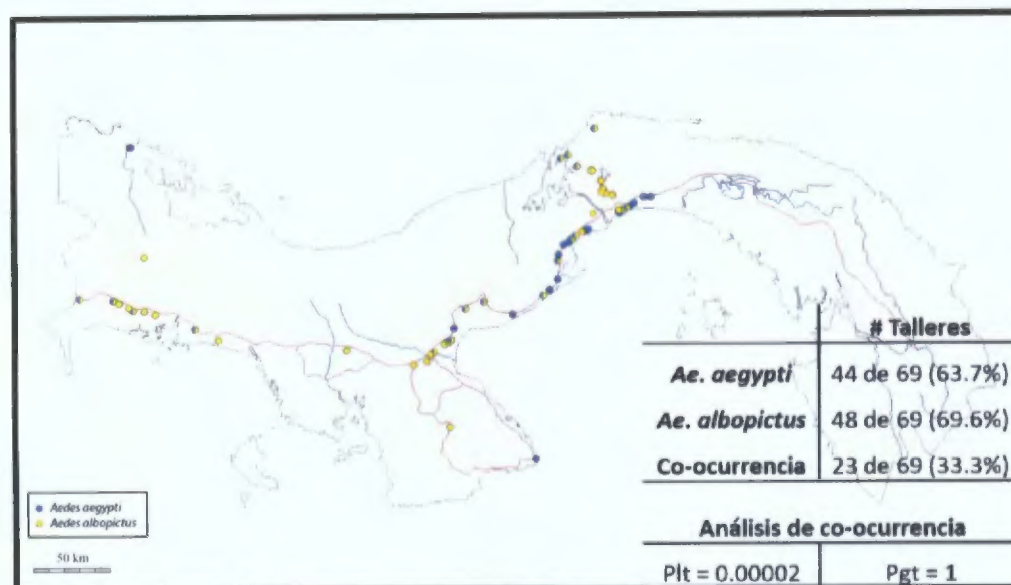 # Talleres
Ae. aegypti 44 de 69 (63.7%)
Ae. albopictus 48 de 69 (69.6%)
Co-ocurrencia 23 de 69 (33.3%)
Aedes aegypti
Aedes albopictus
50 km
Análisis de co-ocurrencia
Plt = 0.00002 Pgt = 1